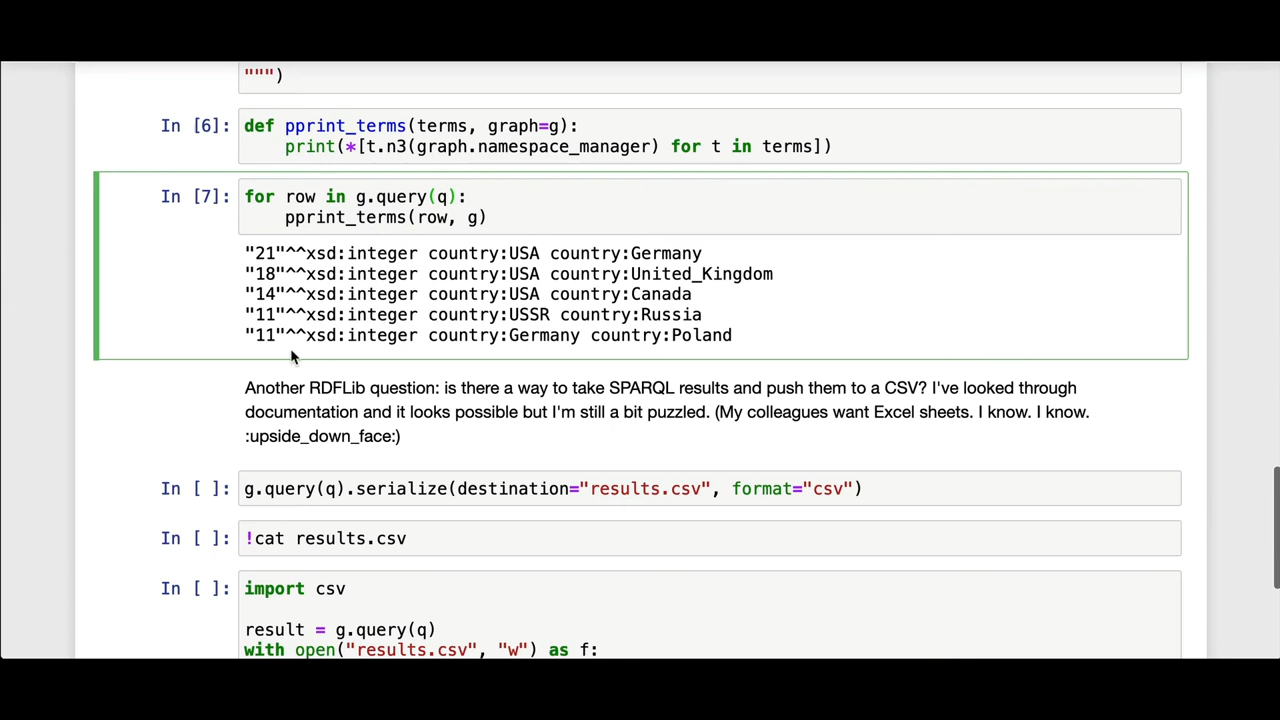 """)
In [6]: def pprint_terms(terms, graph=g):
print(*[t.n3(graph.namespace_manager) for t in terms])
In [7]: for row in g.query(q):
pprint_terms(row, g)
"21"^^xsd:integer country:USA country:Germany
"18"^^xsd:integer country:USA country:United_Kingdom
"14"^^xsd:integer country:USA country:Canada
"11"^^xsd:integer country:USSR country:Russia
"11"^^xsd:integer country:Germany country:Poland
Another RDFLib question: is there a way to take SPARQL results and push them to a CSV? I've looked through
documentation and it looks possible but I'm still a bit puzzled. (My colleagues want Excel sheets. I know. I know.
:upside_down_face:)
In [ ]: g.query(q).serialize(destination="results.csv", format="csv")
In [ ]: !cat results.csv
In [ ]: import csv
result = g.query(q)
with open("results.csv", "w") as f: